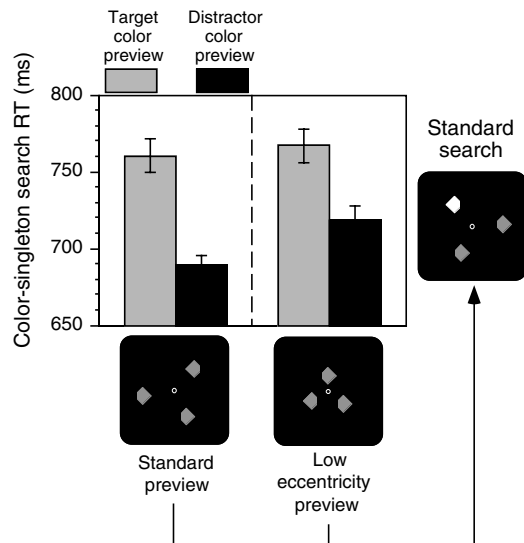 Target
color
preview
Distractor
color
preview
Color-singleton search RT (ms)
800
750
700
650
Standard
search
Standard
preview
Low
eccentricity
preview